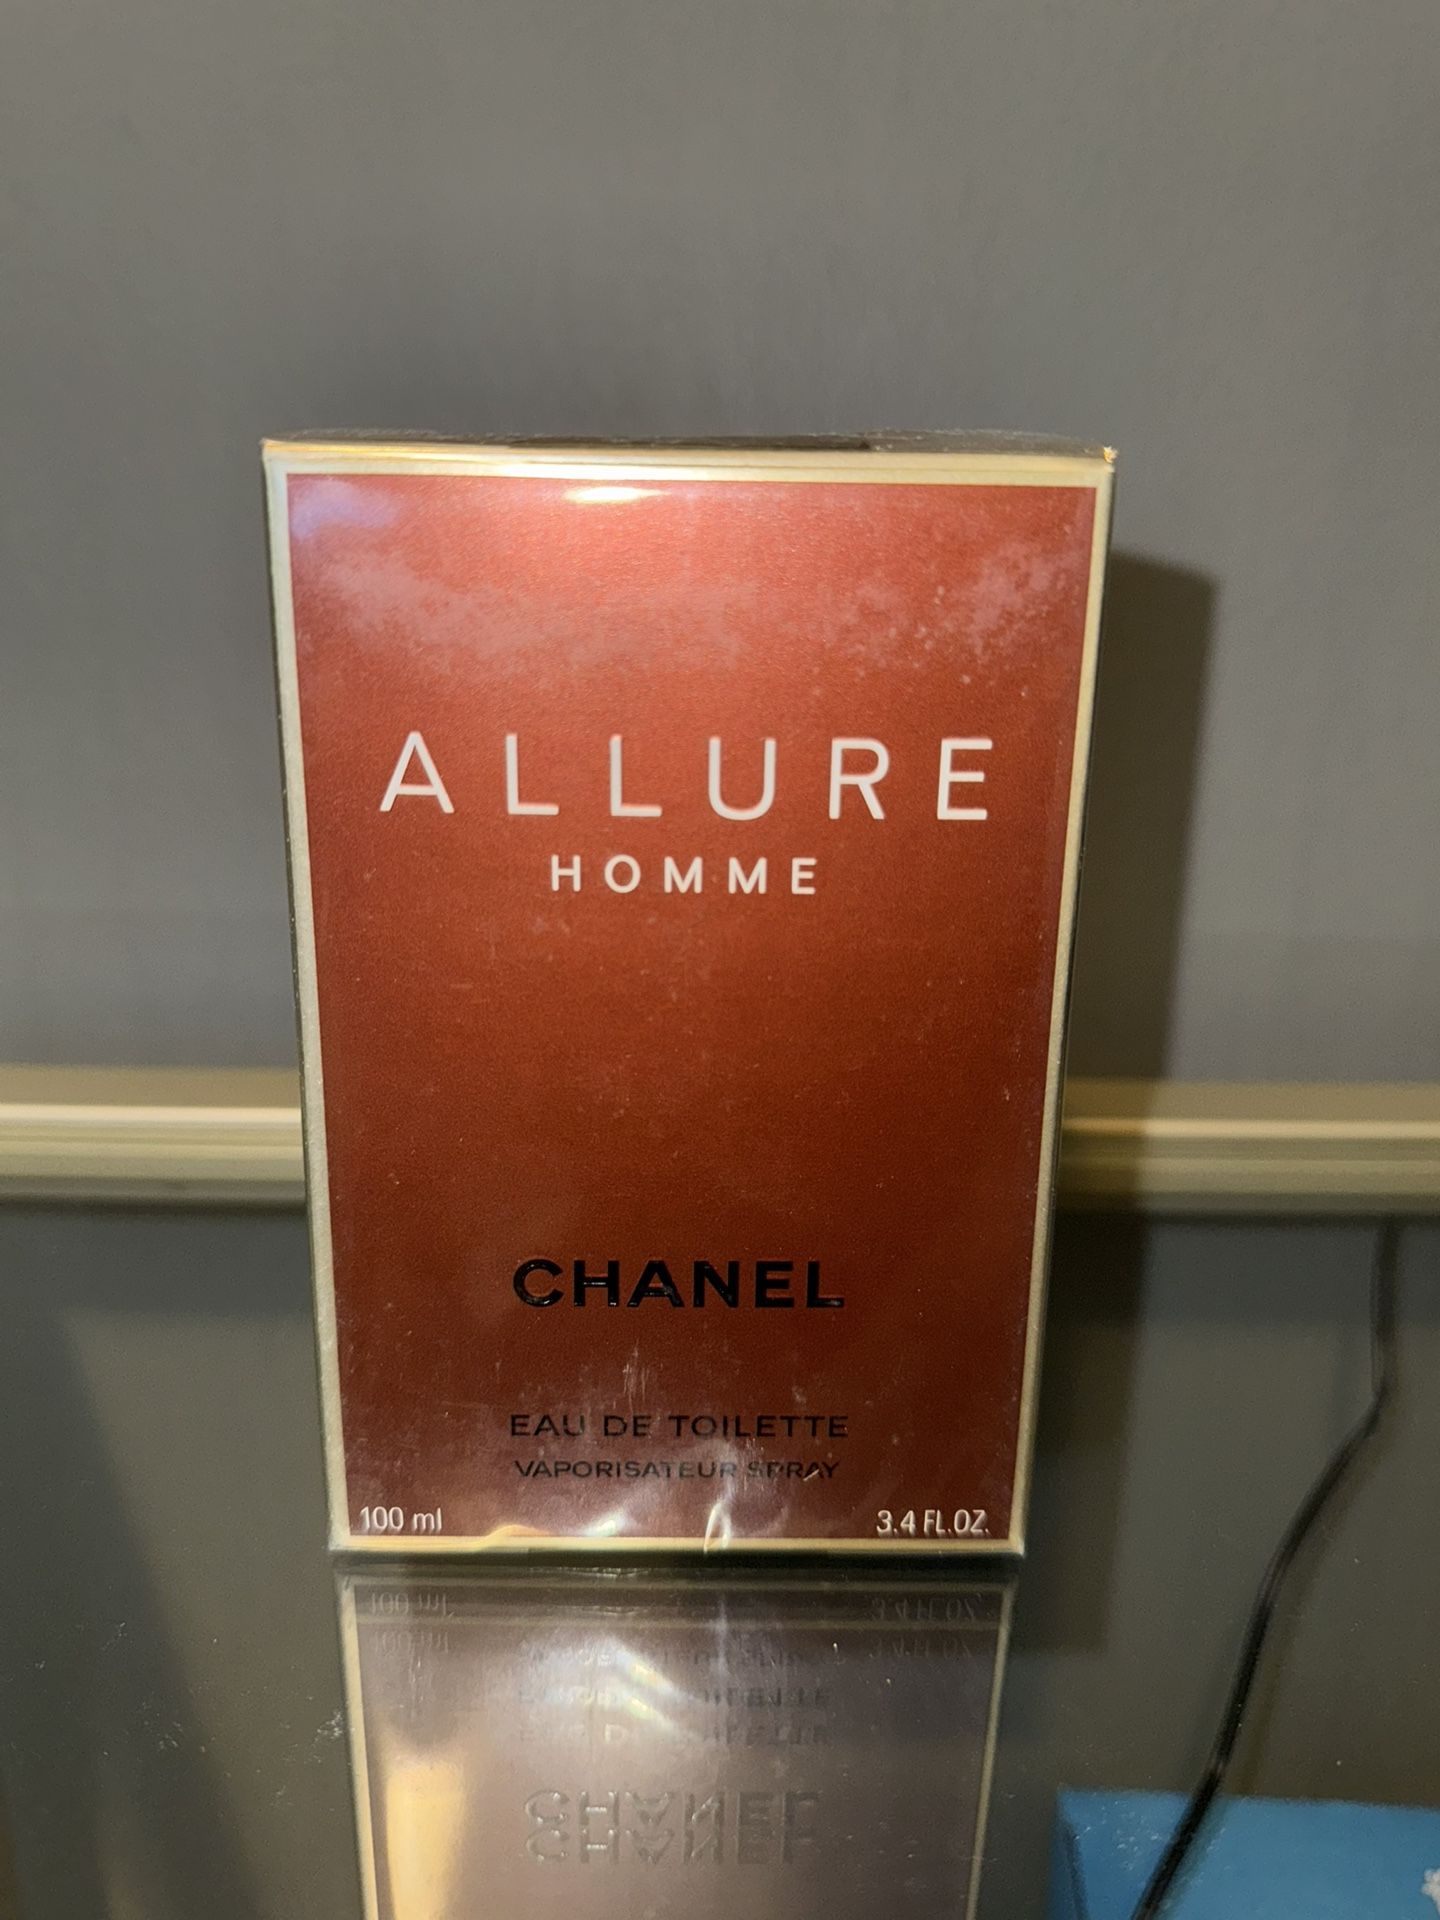 ALLURE
HOMME
CHANEL
EAU DE TOILETTE
VAPORISATEUR SPRAY
100 ml 3.4 FL.OZ.